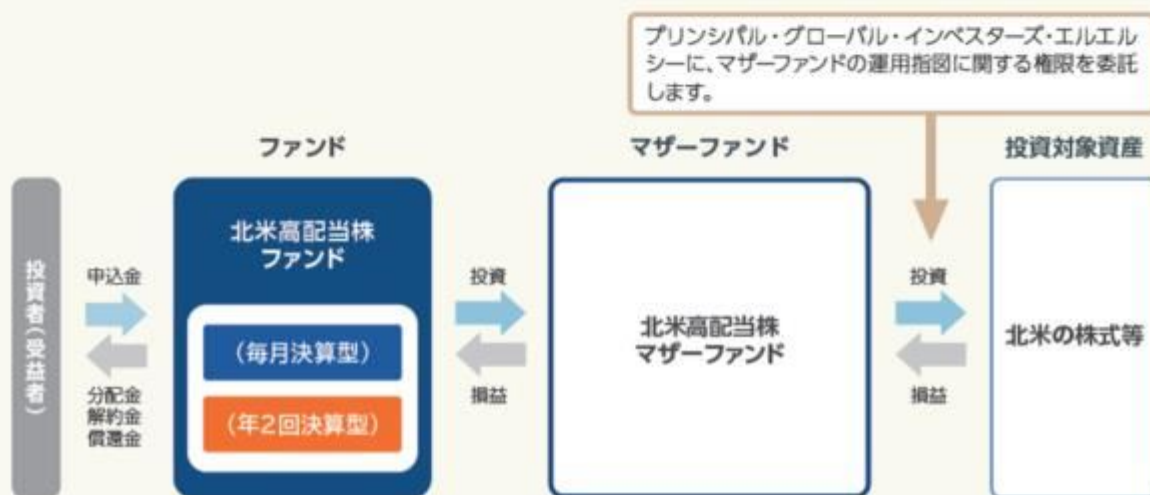 プリンシパル・グローバル・インベスターズ・エルエル
シーに、マザーファンドの運用指図に関する権限を委託
します。
ファンド
マザーファンド
投資対象資産
投資者(受益者)
申込金
分配金
解約金
償還金
北米高配当株
ファンド
(毎月決算型)
(年2回決算型)
投資
損益
北米高配当株
マザーファンド
投資
損益
北米の株式等